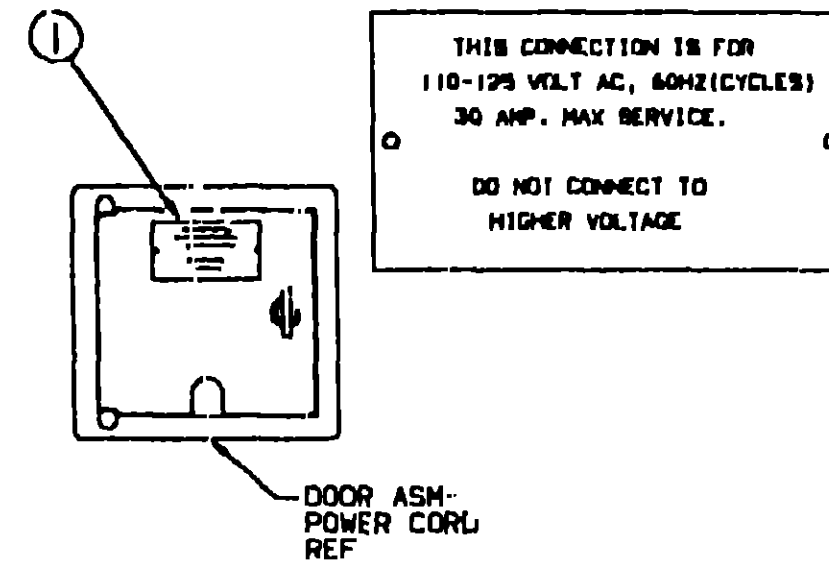 1
THIS CONNECTION IS FOR
110-125 VOLT AC, 60HZ(CYCLES)
30 AMP. MAX SERVICE.
DO NOT CONNECT TO
HIGHER VOLTAGE
DOOR ASM-
POWER CORD
REF